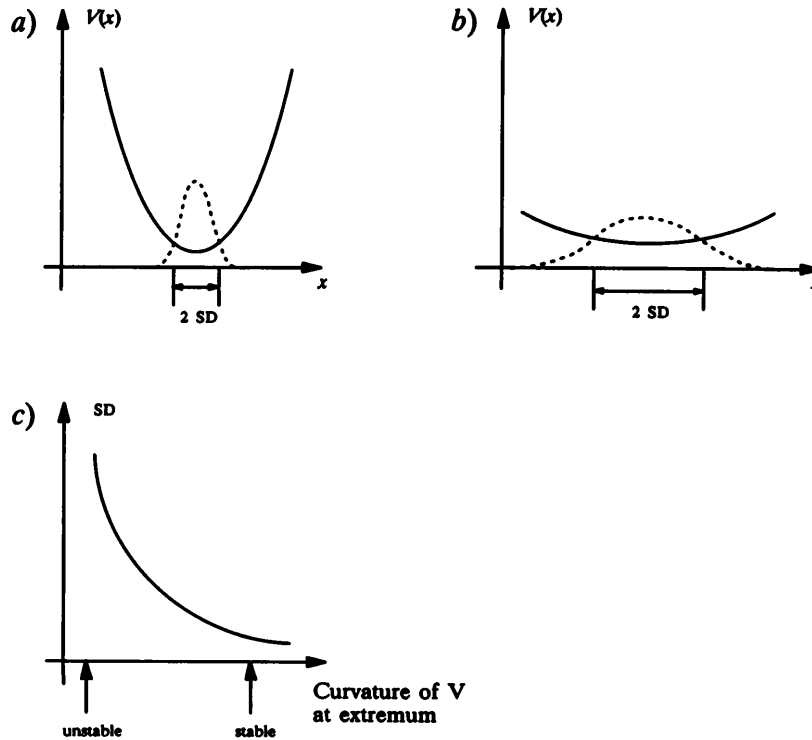 a)
V(x)
x
2 SD
b)
V(x)
2 SD
c)
SD
Curvature of V
at extremum
unstable
stable